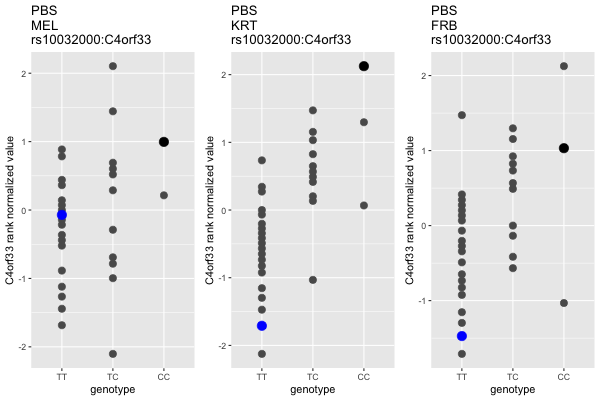 PBS
MEL
rs10032000:C4orf33
C4orf33 rank normalized value
2
1
0
-1
-2
TT TC CC
genotype
PBS
KRT
rs10032000:C4orf33
C4orf33 rank normalized value
2
1
0
-1
-2
TT TC CC
genotype
PBS
FRB
rs10032000:C4orf33
C4orf33 rank normalized value
2
1
0
-1
TT TC CC
genotype